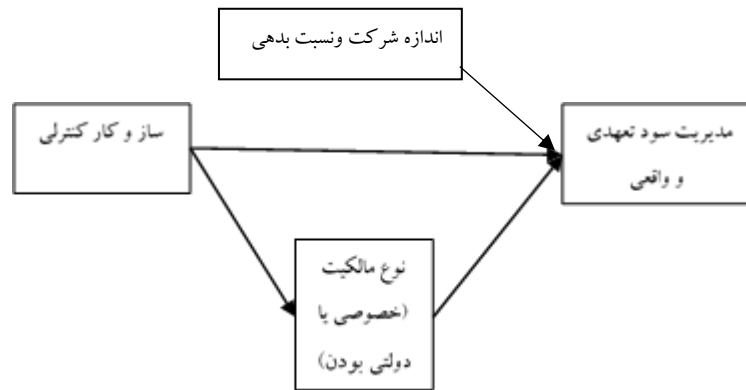 اندازه شرکت ونسبت بدهی
ساز و کار کنترلی
مدیریت سود تعهدی
و واقعی
نوع مالکیت
(خصوصی یا
دولتی بودن)